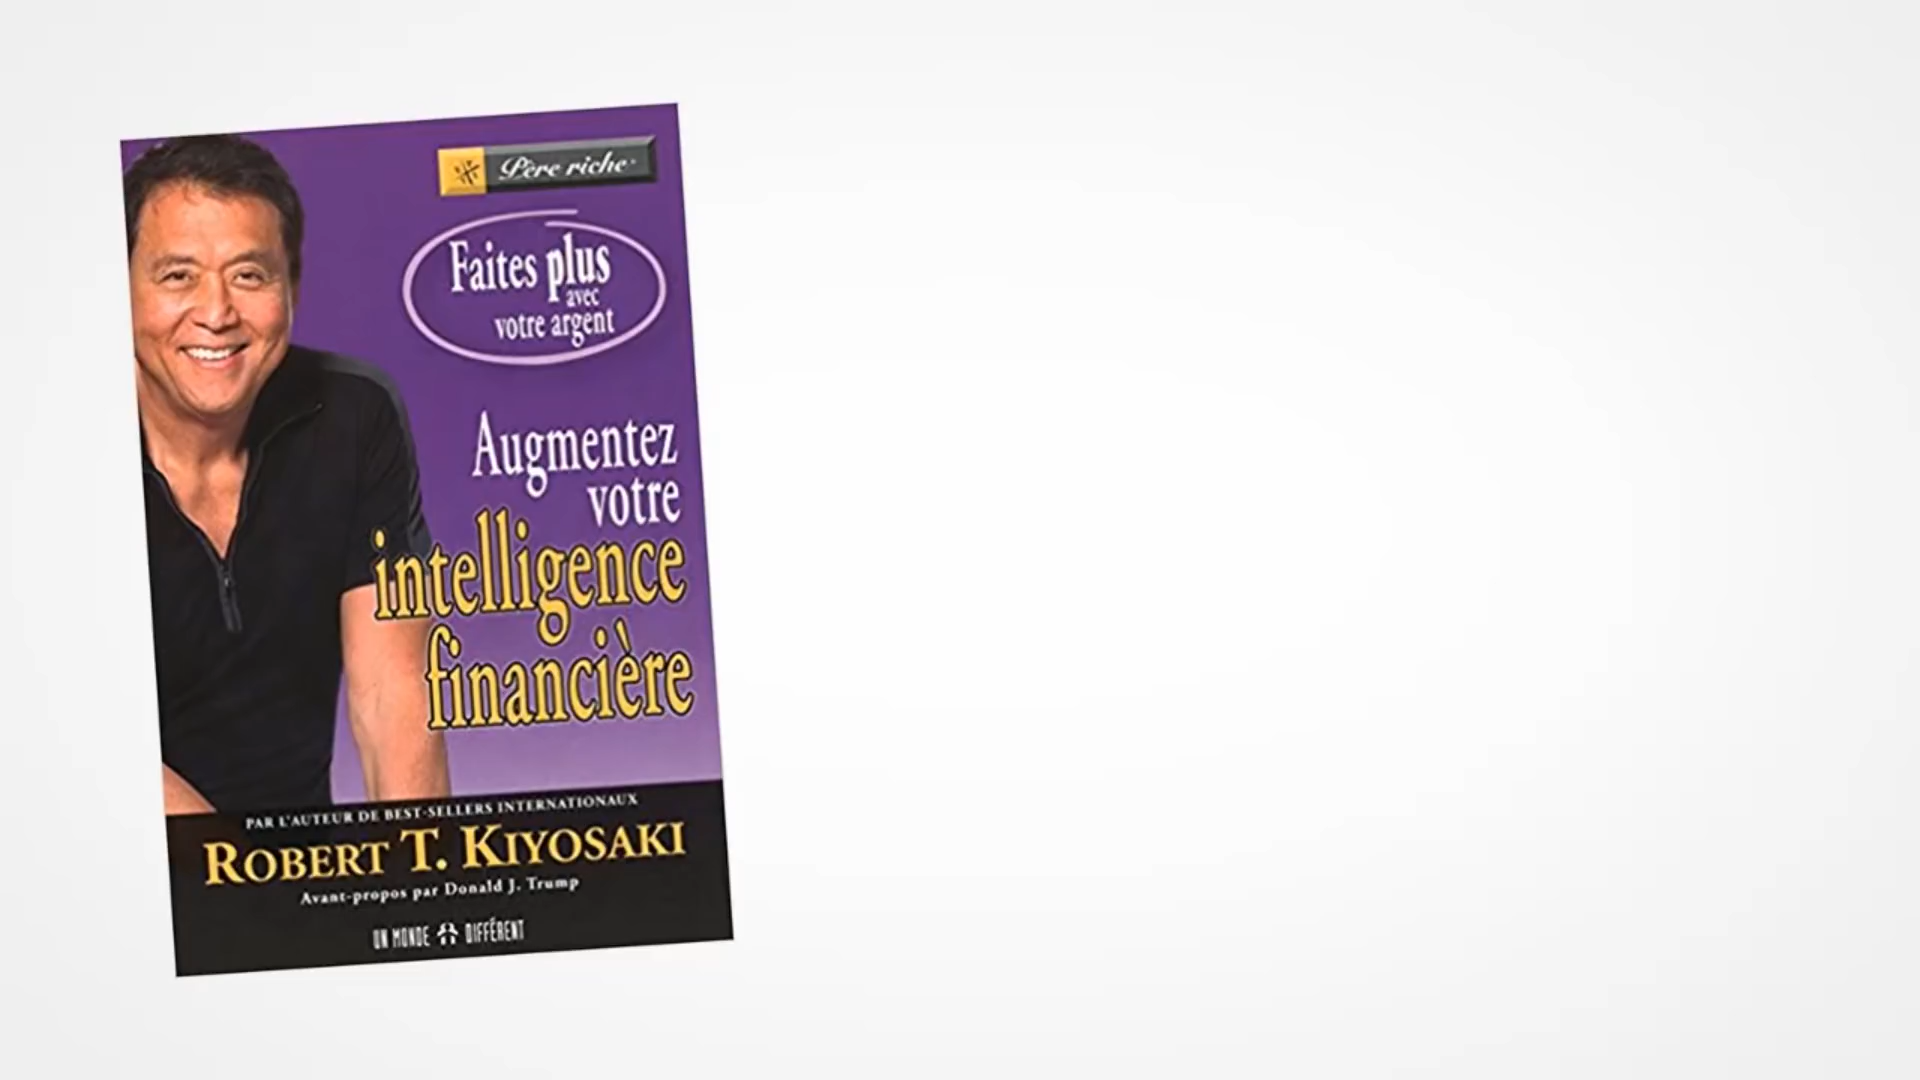 Père riche
Faites plus
avec
votre argent
Augmentez
votre
intelligence
financière
PAR L'AUTEUR DE BEST-SELLERS INTERNATIONAUX
ROBERT T. KIYOSAKI
Avant-propos par Donald J. Trump
UN MONDE DIFFÉRENT